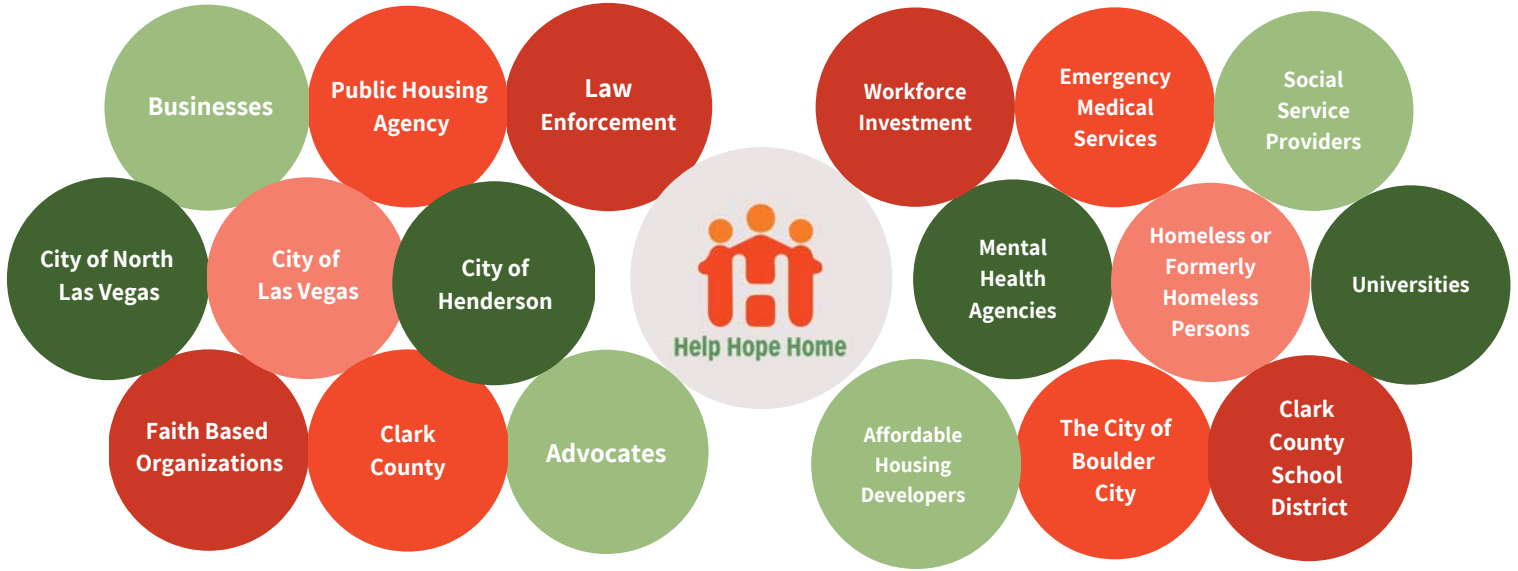 Businesses
Public Housing
Agency
Law
Enforcement
City of North
Las Vegas
City of
Las Vegas
City of
Henderson
Faith Based
Organizations
Clark
County
Advocates
Help Hope Home
Workforce
Investment
Emergency
Medical
Services
Social
Service
Providers
Mental
Health
Agencies
Homeless or
Formerly
Homeless
Persons
Universities
Affordable
Housing
Developers
The City of
Boulder
City
Clark
County
School
District